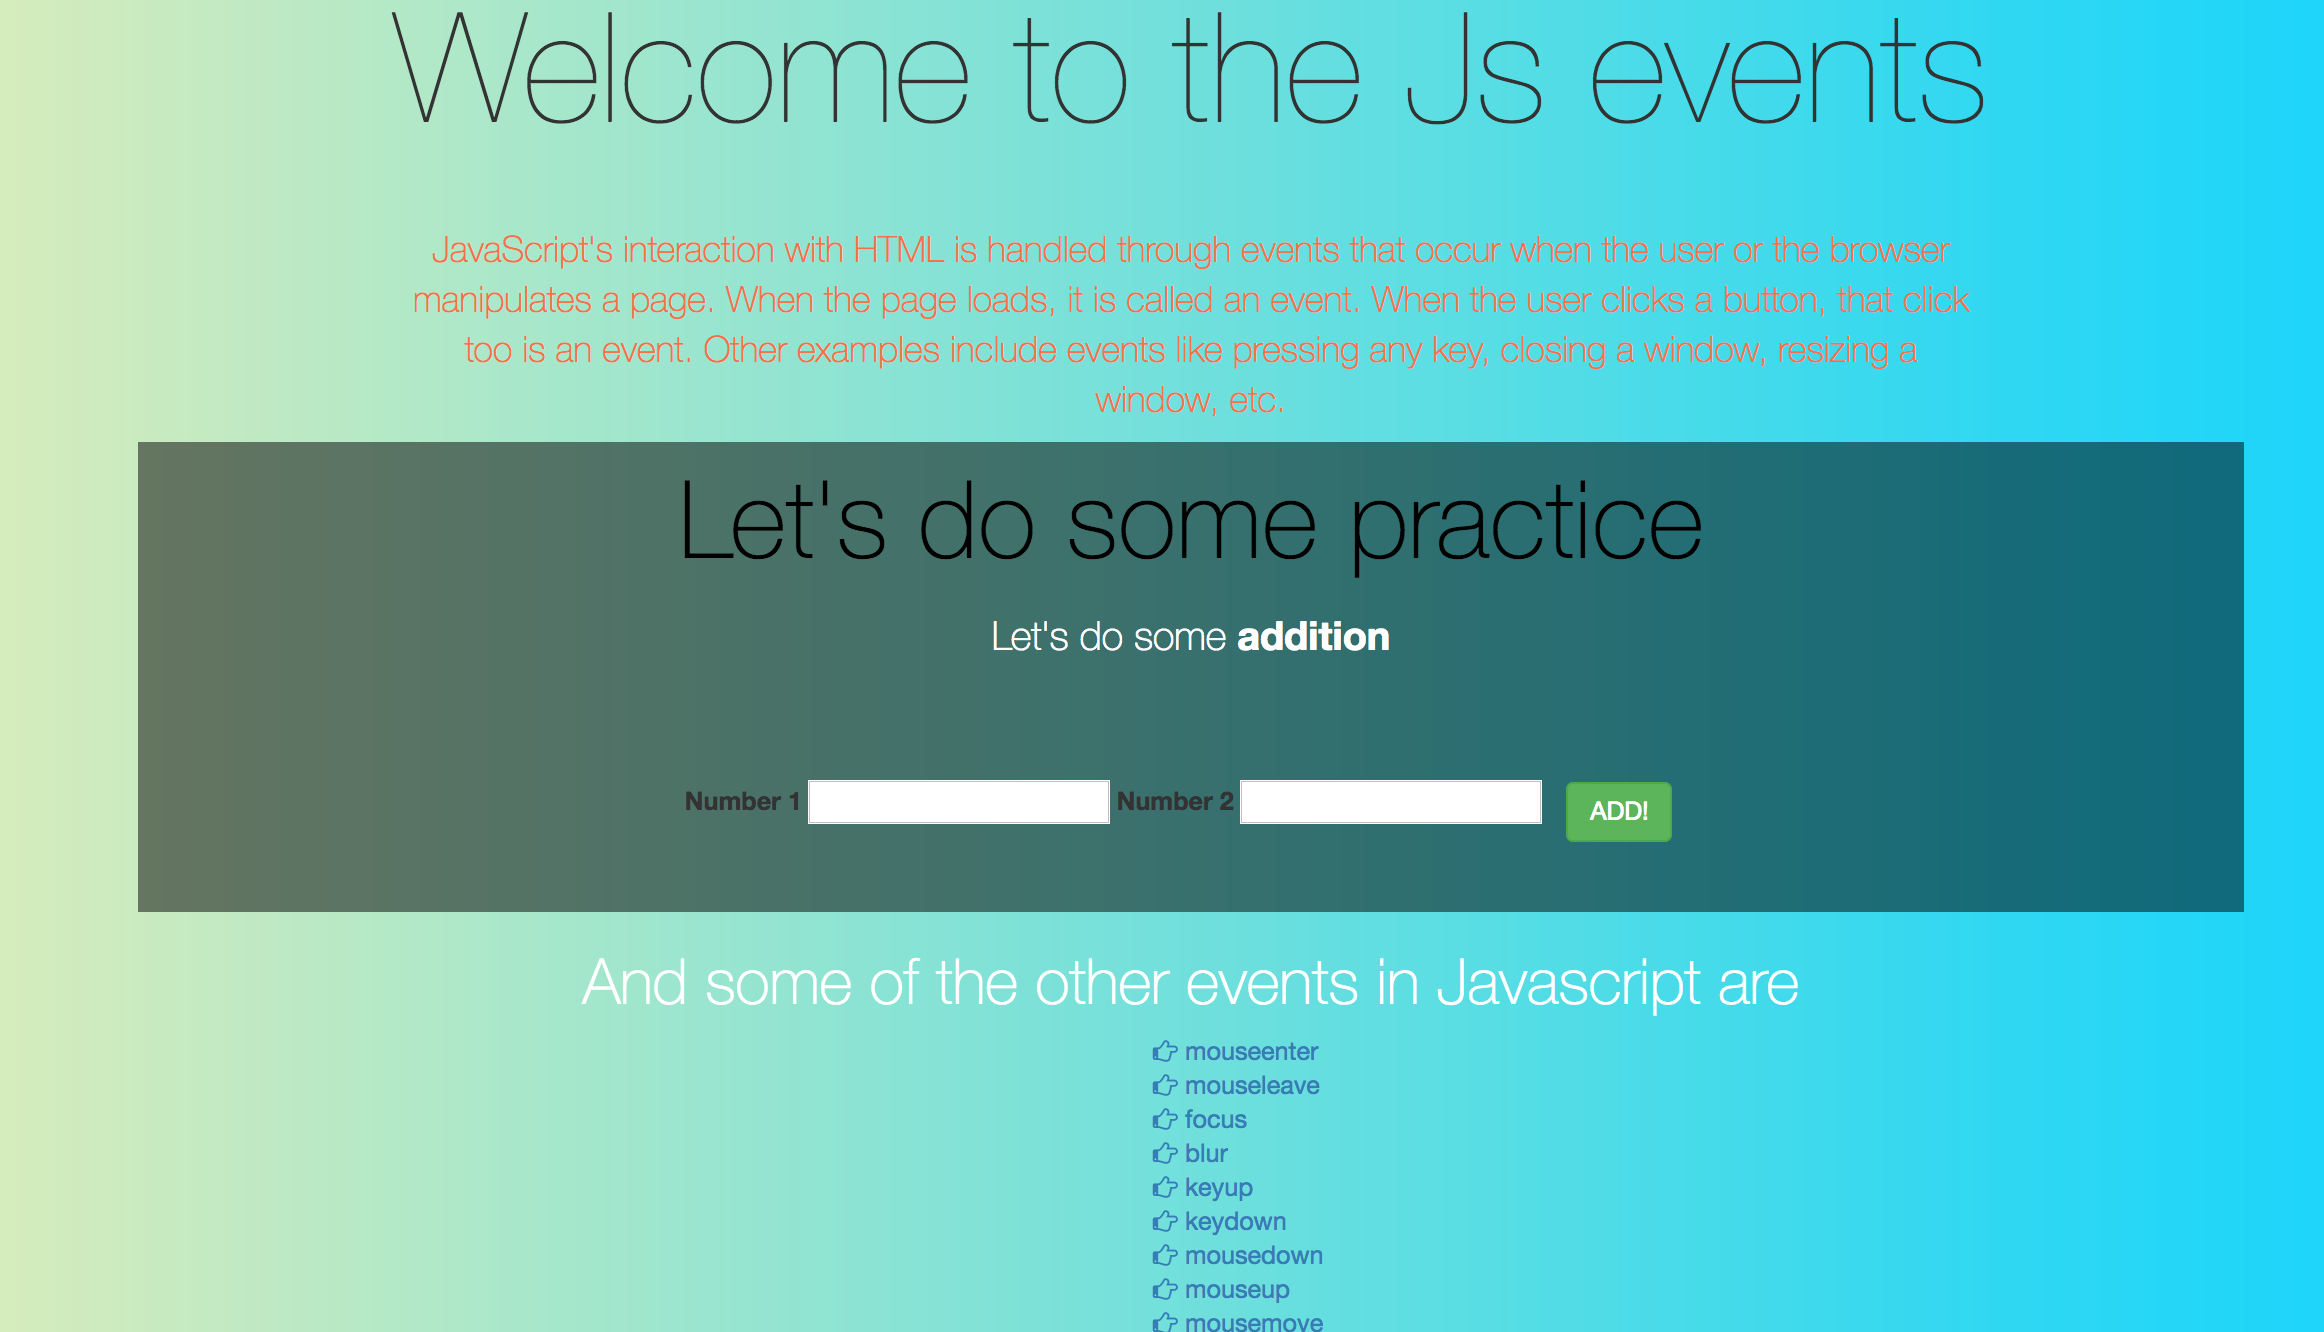 Welcome to the Js events
JavaScript's interaction with HTML is handled through events that occur when the user or the browser
manipulates a page. When the page loads, it is called an event. When the user clicks a button, that click
too is an event. Other examples include events like pressing any key, closing a window, resizing a
window, etc.
Let's do some practice
Let's do some addition
Number 1 Number 2 ADD!
And some of the other events in Javascript are
mouseenter
mouseleave
focus
blur
keyup
keydown
mousedown
mouseup
mousemove